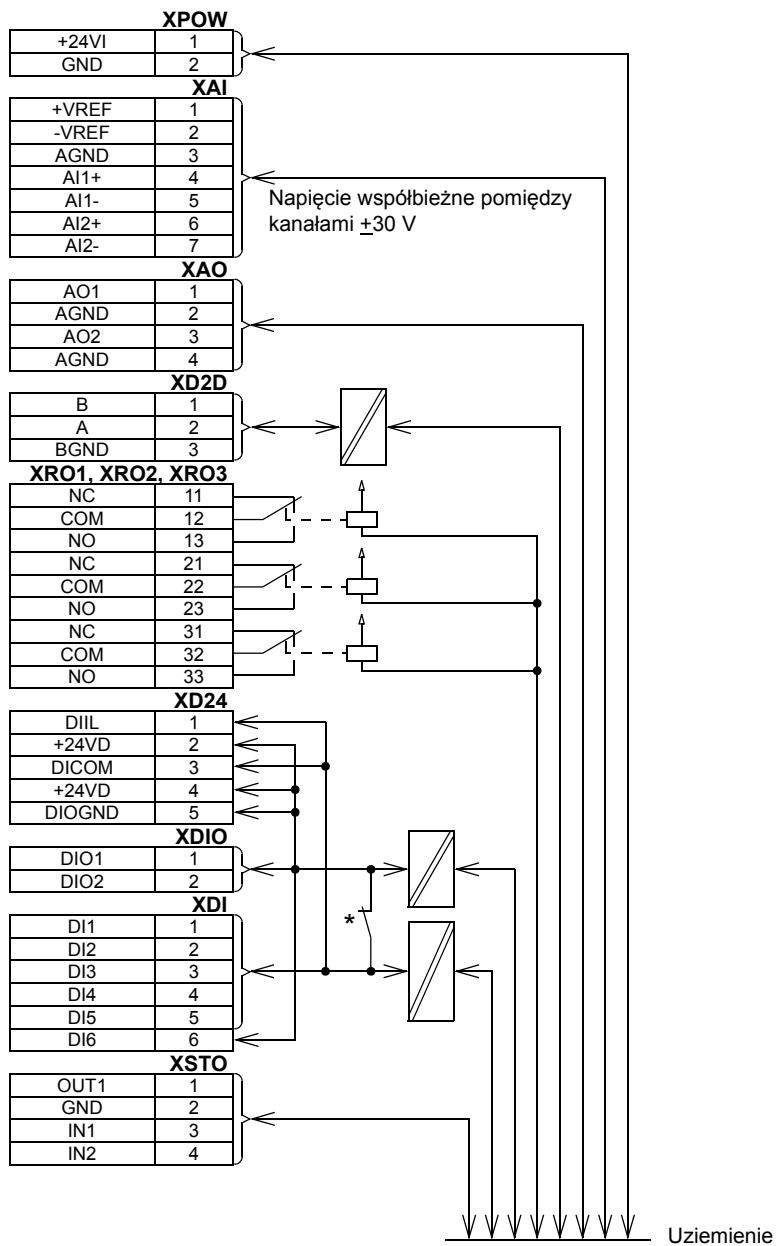 XPOW
+24VI 1
GND 2
XAI
+VREF 1
-VREF 2
AGND 3
AI1+ 4
AI1- 5
AI2+ 6
AI2- 7
Napięcie współbieżne pomiędzy
kanałami ±30 V
XAO
AO1 1
AGND 2
AO2 3
AGND 4
XD2D
B 1
A 2
BGND 3
XRO1, XRO2, XRO3
NC 11
COM 12
NO 13
NC 21
COM 22
NO 23
NC 31
COM 32
NO 33
XD24
DIIL 1
+24VD 2
DICOM 3
+24VD 4
DIOGND 5
XDIO
DIO1 1
DIO2 2
XDI
DI1 1
DI2 2
DI3 3
DI4 4
DI5 5
DI6 6
*
XSTO
OUT1 1
GND 2
IN1 3
IN2 4
Uziemienie